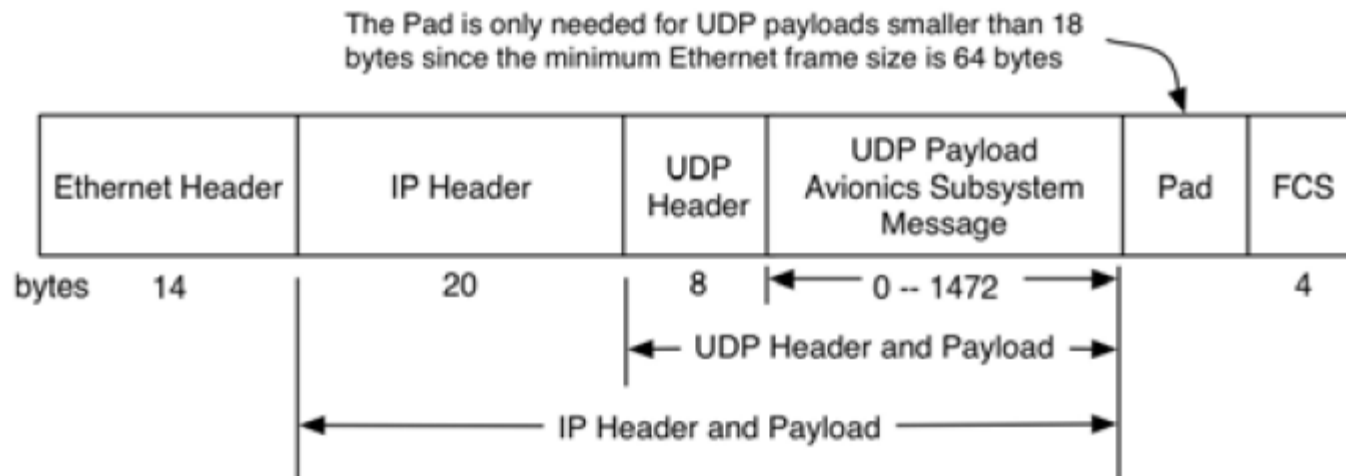 The Pad is only needed for UDP payloads smaller than 18
bytes since the minimum Ethernet frame size is 64 bytes
Ethernet Header
IP Header
UDP
Header
UDP Payload
Avionics Subsystem
Message
Pad
FCS
bytes
14
20
8
0 -- 1472
4
UDP Header and Payload
IP Header and Payload